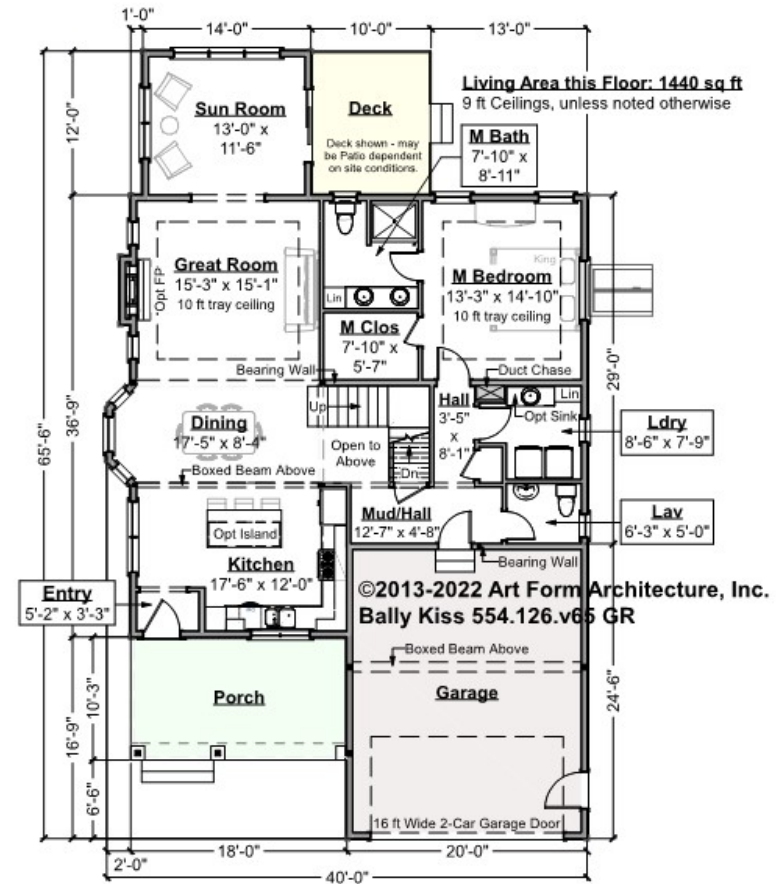 1'-0"
14'-0"
10'-0"
13'-0"
Living Area this Floor: 1440 sq ft
9 ft Ceilings, unless noted otherwise
12'-0"
Sun Room
13'-0" x
11'-6"
Deck
Deck shown - may
be Patio dependent
on site conditions.
M Bath
7'-10" x
8'-11"
Great Room
15'-3" x 15'-1"
10 ft tray ceiling
"Opt FP
Lin
M Clos
7'-10" x
5'-7"
King
M Bedroom
13'-3" x 14'-10"
10 ft tray ceiling
Bearing Wall
Duct Chase
29'-0"
65'-6"
36'-9"
Up
Dining
17'-5" x 8'-4"
Open to
Above
Dn
Hall
3'-5"
x
8'-1"
Lin
Opt Sink
Ldry
8'-6" x 7'-9"
Boxed Beam Above
Mud/Hall
12'-7" x 4'-8"
Lav
6'-3" x 5'-0"
Opt Island
Kitchen
17'-6" x 12'-0"
Bearing Wall
Entry
5'-2" x 3'-3"
©2013-2022 Art Form Architecture, Inc.
Bally Kiss 554.126.v65 GR
Boxed Beam Above
Porch
Garage
10'-3"
16'-9"
6'-6"
24'-6"
16 ft Wide 2-Car Garage Door
2'-0"
18'-0"
20'-0"
40'-0"